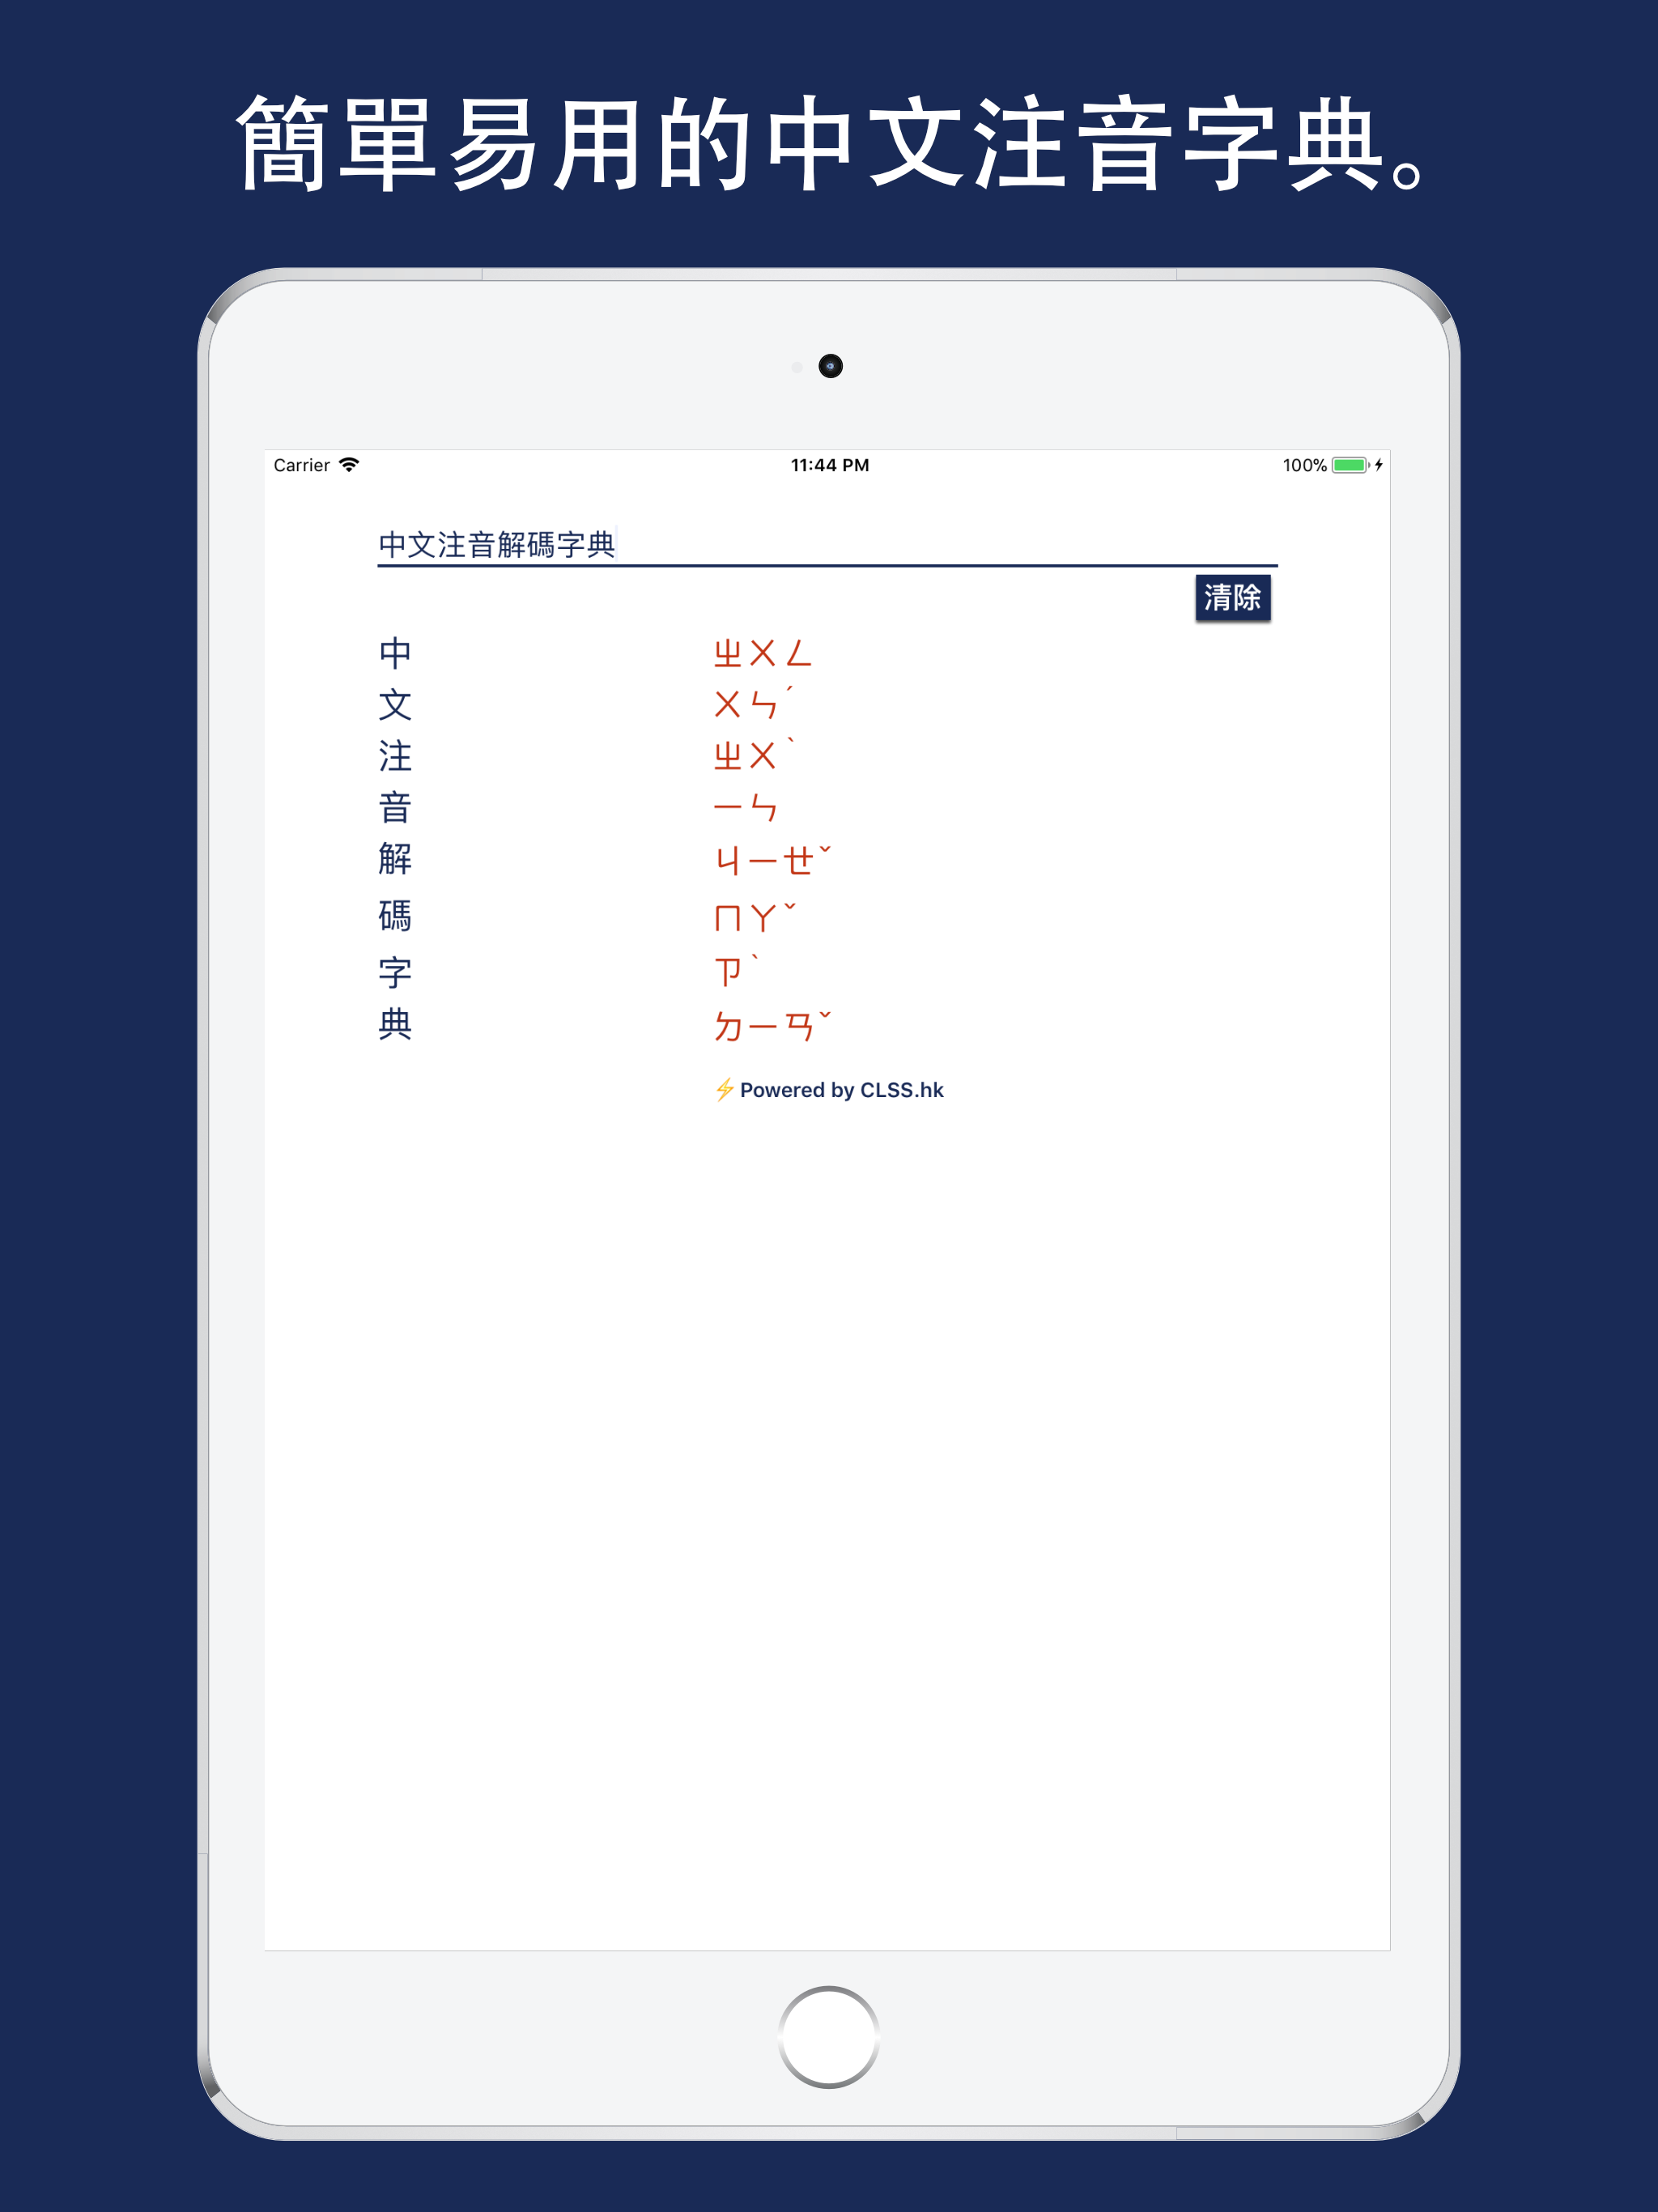 簡單易用的中文注音字典。
Carrier 11:44 PM 100%
中文注音解碼字典
清除
中 ㄓㄨㄥ
文 ㄨㄣˊ
注 ㄓㄨˋ
音 ㄧㄣ
解 ㄐㄧㄝˇ
碼 ㄇㄚˇ
字 ㄗˋ
典 ㄉㄧㄢˇ
⚡Powered by CLSS.hk